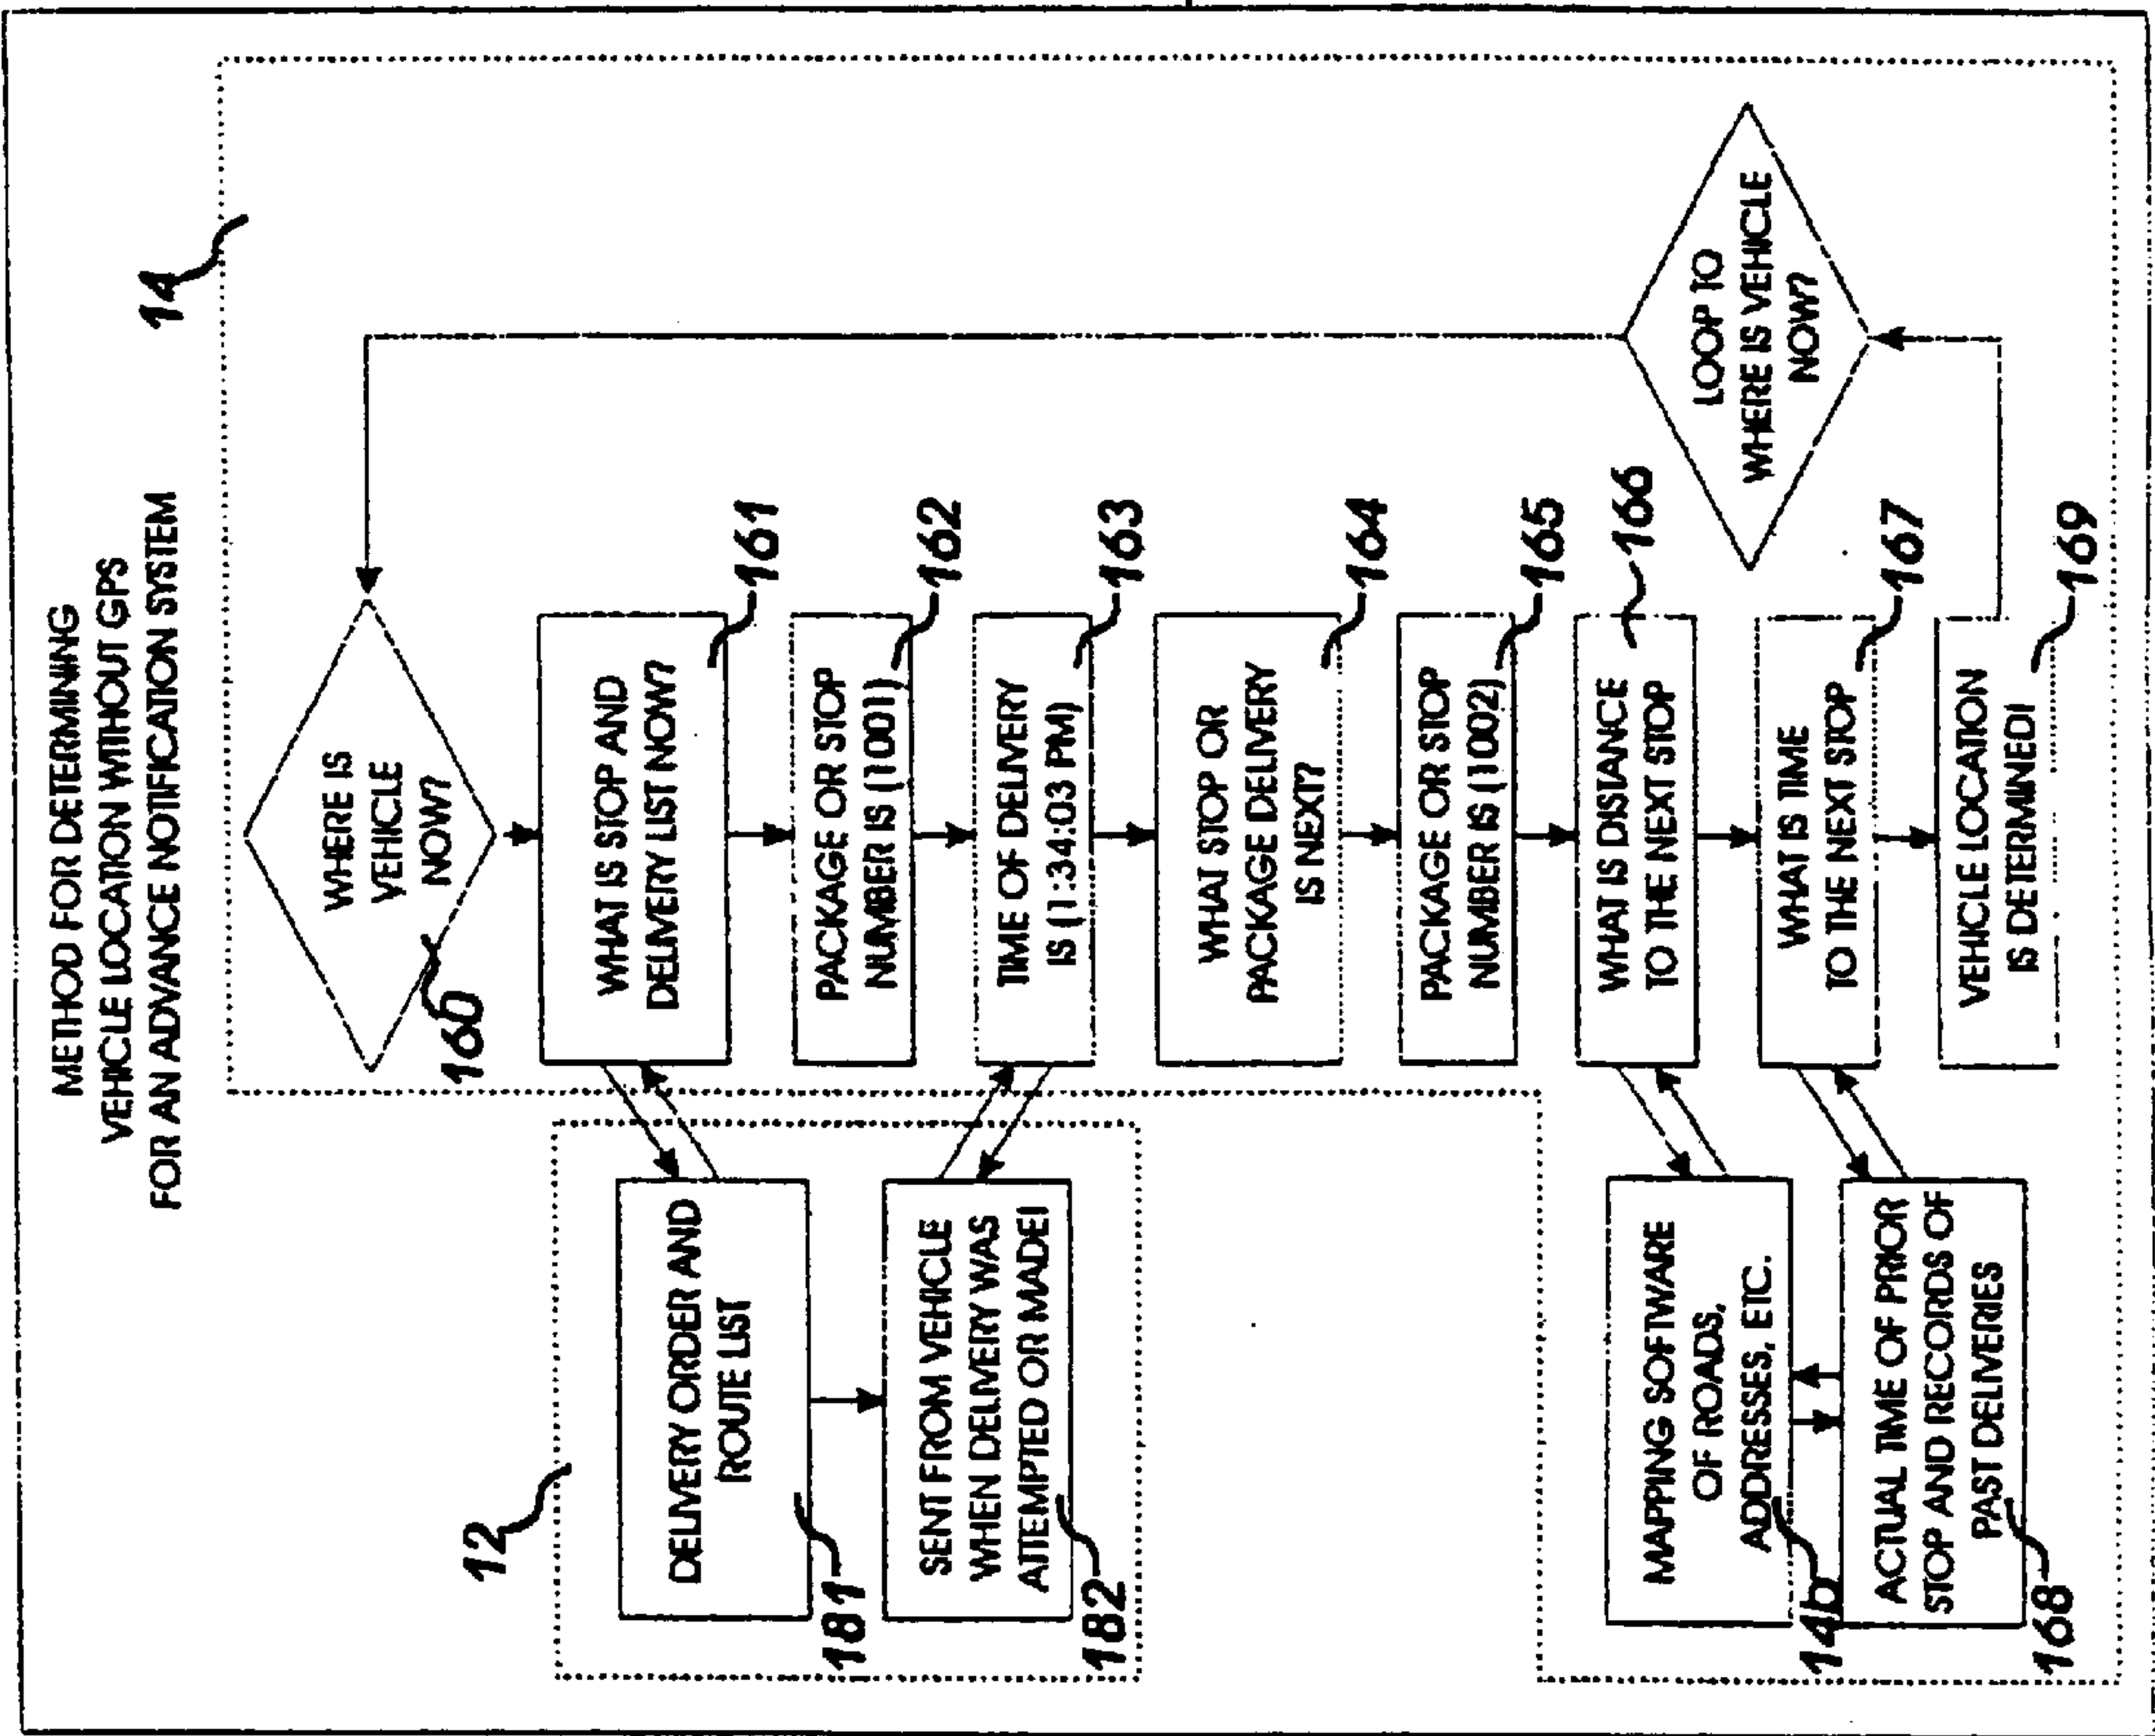 METHOD FOR DETERMINING
VEHICLE LOCATION WITHOUT GPS
FOR AN ADVANCE NOTIFICATION SYSTEM
14
WHERE IS
VEHICLE
NOW?
160
WHAT IS STOP AND
DELIVERY LIST NOW?
161
PACKAGE OR STOP
NUMBER IS (1001)
162
TIME OF DELIVERY
IS (1:34:03 PM)
163
WHAT STOP OR
PACKAGE DELIVERY
IS NEXT?
164
PACKAGE OR STOP
NUMBER IS (1002)
165
WHAT IS DISTANCE
TO THE NEXT STOP
166
WHAT IS TIME
TO THE NEXT STOP
167
VEHICLE LOCATION
IS DETERMINED!
169
LOOP TO
WHERE IS VEHICLE
NOW?
12
DELIVERY ORDER AND
ROUTE LIST
181
SENT FROM VEHICLE
WHEN DELIVERY WAS
ATTEMPTED OR MADE!
182
MAPPING SOFTWARE
OF ROADS,
ADDRESSES, ETC.
14b
ACTUAL TIME OF PRIOR
STOP AND RECORDS OF
PAST DELIVERIES
168